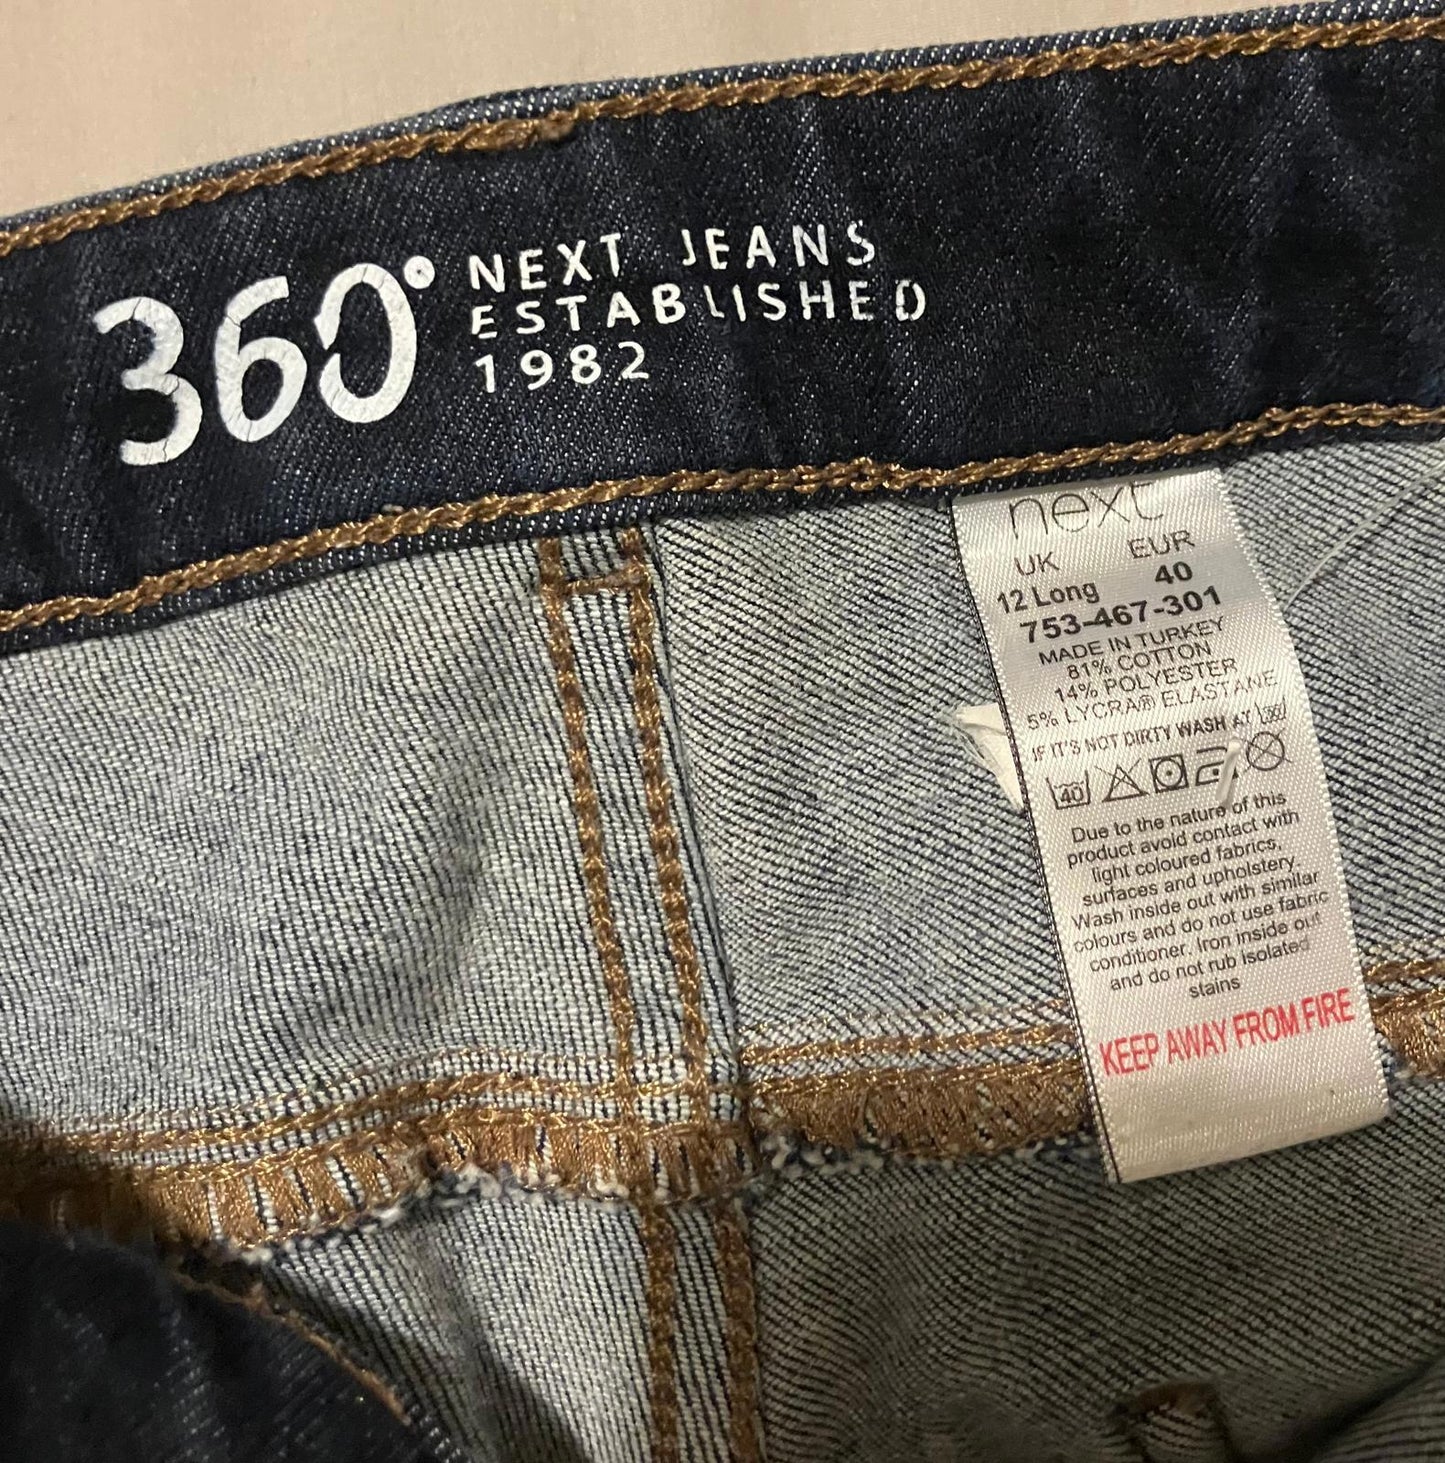 360°
NEXT JEANS
ESTABLISHED
1982
next
UK EUR
12 Long 40
753-467-301
MADE IN TURKEY
81% COTTON
14% POLYESTER
5% LYCRA® ELASTANE
IF IT'S NOT DIRTY WASH AT 30
40
Due to the nature of this
product avoid contact with
light coloured fabrics,
surfaces and upholstery.
Wash inside out with similar
colours and do not use fabric
conditioner. Iron inside out
and do not rub isolated
stains
KEEP AWAY FROM FIRE